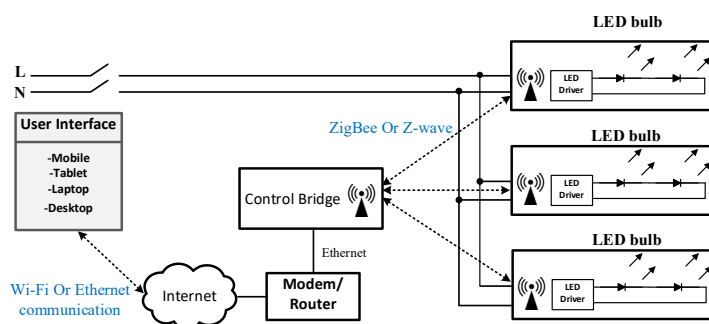 LED bulb
L
N
LED
Driver
User Interface
-Mobile
-Tablet
-Laptop
-Desktop
ZigBee Or Z-wave
LED bulb
LED
Driver
Control Bridge
Ethernet
LED bulb
LED
Driver
Wi-Fi Or Ethernet
communication
Internet
Modem/
Router